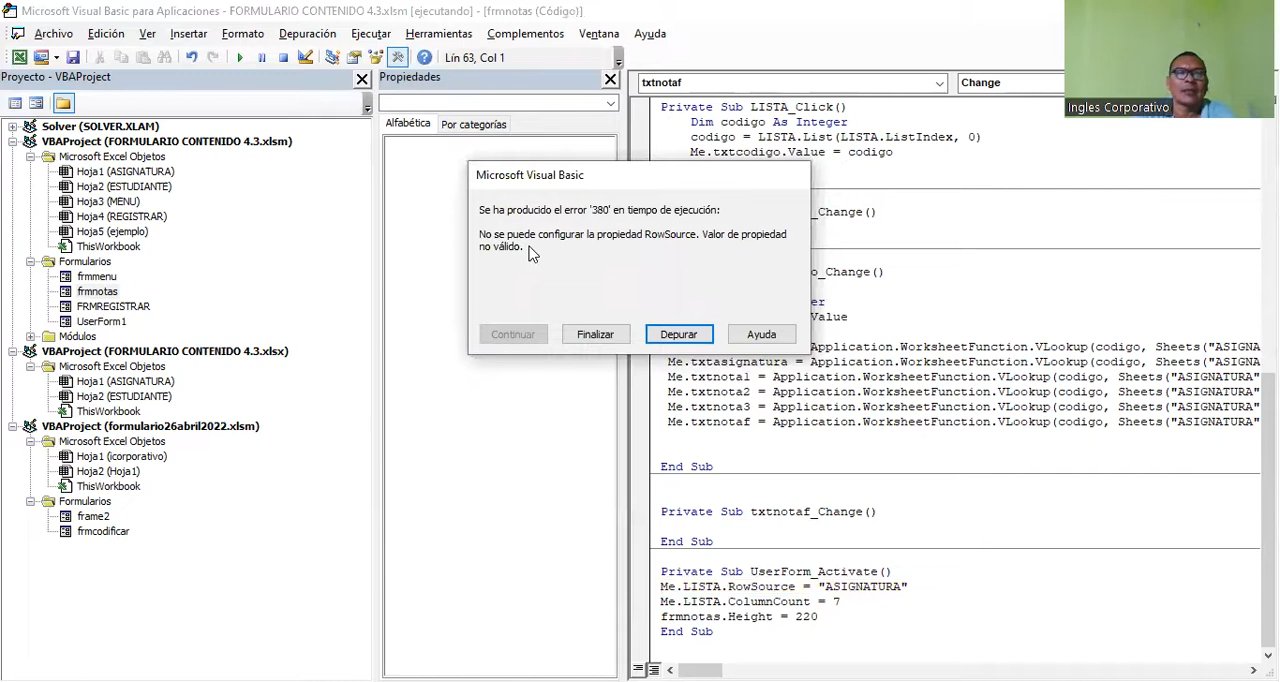 Microsoft Visual Basic para Aplicaciones - FORMULARIO CONTENIDO 4.3.xlsm [ejecutando] - [frmnotas (Código)]
Archivo Edición Ver Insertar Formato Depuración Ejecutar Herramientas Complementos Ventana Ayuda
Lín 63, Col 1
Proyecto - VBAProject
Solver (SOLVER.XLAM)
VBAProject (FORMULARIO CONTENIDO 4.3.xlsm)
Microsoft Excel Objetos
Hoja1 (ASIGNATURA)
Hoja2 (ESTUDIANTE)
Hoja3 (MENU)
Hoja4 (REGISTRAR)
Hoja5 (ejemplo)
ThisWorkbook
Formularios
frmmenu
frmnotas
FRMREGISTRAR
UserForm1
Módulos
VBAProject (FORMULARIO CONTENIDO 4.3.xlsx)
Microsoft Excel Objetos
Hoja1 (ASIGNATURA)
Hoja2 (ESTUDIANTE)
ThisWorkbook
VBAProject (formulario26abril2022.xlsm)
Microsoft Excel Objetos
Hoja1 (icorporativo)
Hoja2 (Hoja1)
ThisWorkbook
Formularios
frame2
frmcodificar
Propiedades
Alfabética Por categorías
Microsoft Visual Basic
Se ha producido el error '380' en tiempo de ejecución:
No se puede configurar la propiedad RowSource. Valor de propiedad
no válido.
Continuar Finalizar Depurar Ayuda
txtnotaf Change
Ingles Corporativo
Private Sub LISTA_Click()
Dim codigo As Integer
codigo = LISTA.List(LISTA.ListIndex, 0)
Me.txtcodigo.Value = codigo
_Change()
o_Change()
er
Value
Application.WorksheetFunction.VLookup(codigo, Sheets("ASIGNA
Me.txtasignatura = Application.WorksheetFunction.VLookup(codigo, Sheets("A
Me.txtnota1 = Application.WorksheetFunction.VLookup(codigo, Sheets("ASIGNATURA"
Me.txtnota2 = Application.WorksheetFunction.VLookup(codigo, Sheets("ASIGNATURA"
Me.txtnota3 = Application.WorksheetFunction.VLookup(codigo, Sheets("ASIGNATURA"
Me.txtnotaf = Application.WorksheetFunction.VLookup(codigo, Sheets("ASIGNATURA"
End Sub
Private Sub txtnotaf_Change()
End Sub
Private Sub UserForm_Activate()
Me.LISTA.RowSource = "ASIGNATURA"
Me.LISTA.ColumnCount = 7
frmnotas.Height = 220
End Sub